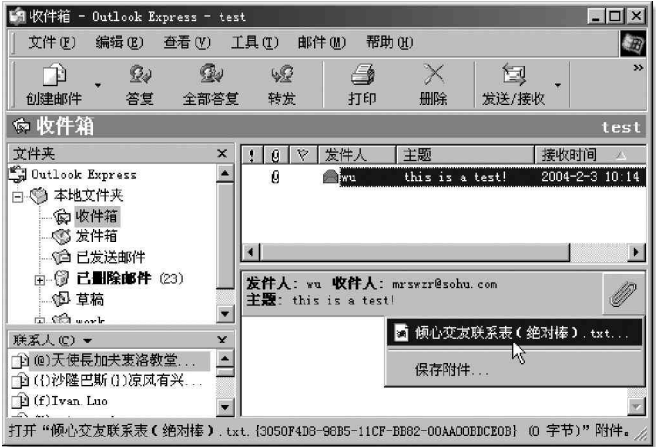 收件箱 - Outlook Express - test
文件(F) 编辑(E) 查看(V) 工具(T) 邮件(M) 帮助(H)
创建邮件 答复 全部答复 转发 打印 删除 发送/接收 »
收件箱 test
文件夹 ×
Outlook Express
本地文件夹
收件箱
发件箱
已发送邮件
已删除邮件 (23)
草稿
work
! 发件人 主题 接收时间
wu this is a test! 2004-2-3 10:14
发件人: wu 收件人: mrswzr@sohu.com
主题: this is a test!
倾心交友联系表(绝对棒).txt...
保存附件...
联系人(C) ×
(@)天使長加夫裏洛教堂...
({)沙隆巴斯(})凉风有兴...
(f)Ivan Luo
打开“倾心交友联系表(绝对棒).txt.{3050F4D8-98B5-11CF-BB82-00AA00BDCE0B} (0 字节)”附件。